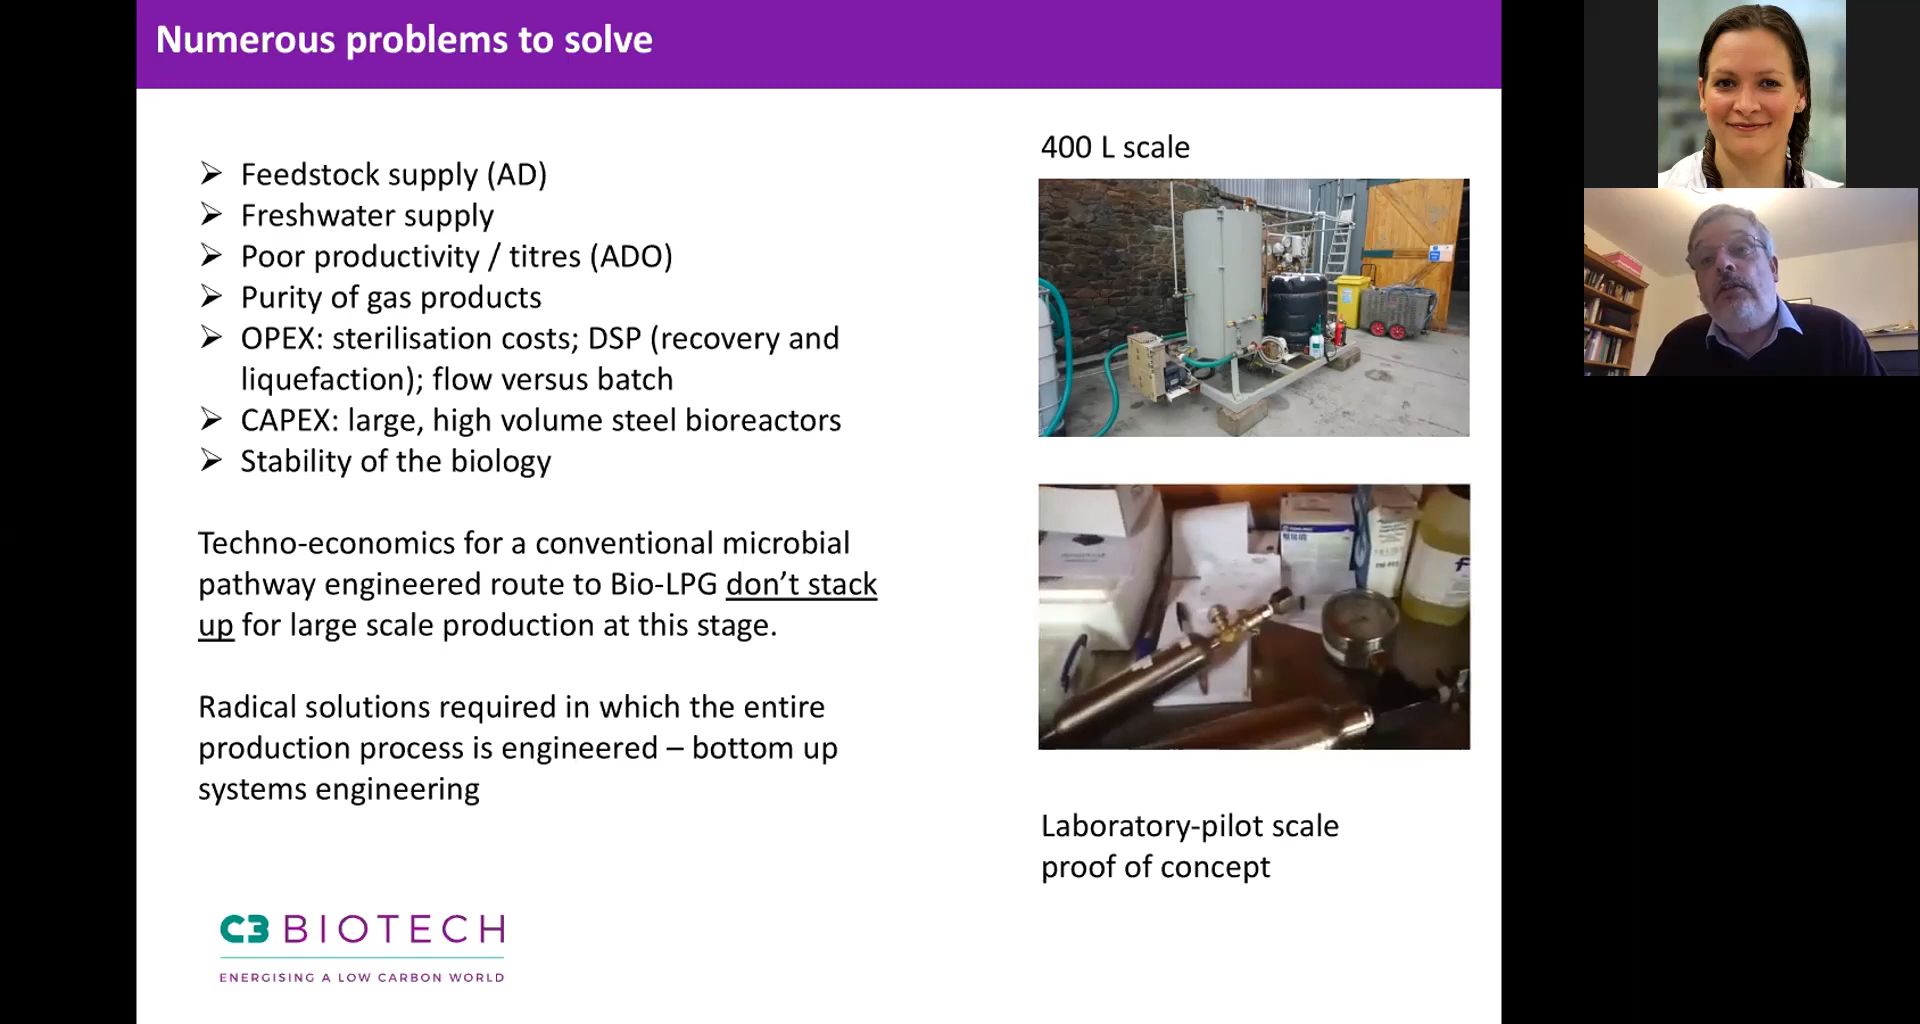 Numerous problems to solve
Feedstock supply (AD)
Freshwater supply
Poor productivity / titres (ADO)
Purity of gas products
OPEX: sterilisation costs; DSP (recovery and
liquefaction); flow versus batch
CAPEX: large, high volume steel bioreactors
Stability of the biology
Techno-economics for a conventional microbial
pathway engineered route to Bio-LPG don’t stack
up for large scale production at this stage.
Radical solutions required in which the entire
production process is engineered – bottom up
systems engineering
400 L scale
Laboratory-pilot scale
proof of concept
C3 BIOTECH
ENERGISING A LOW CARBON WORLD